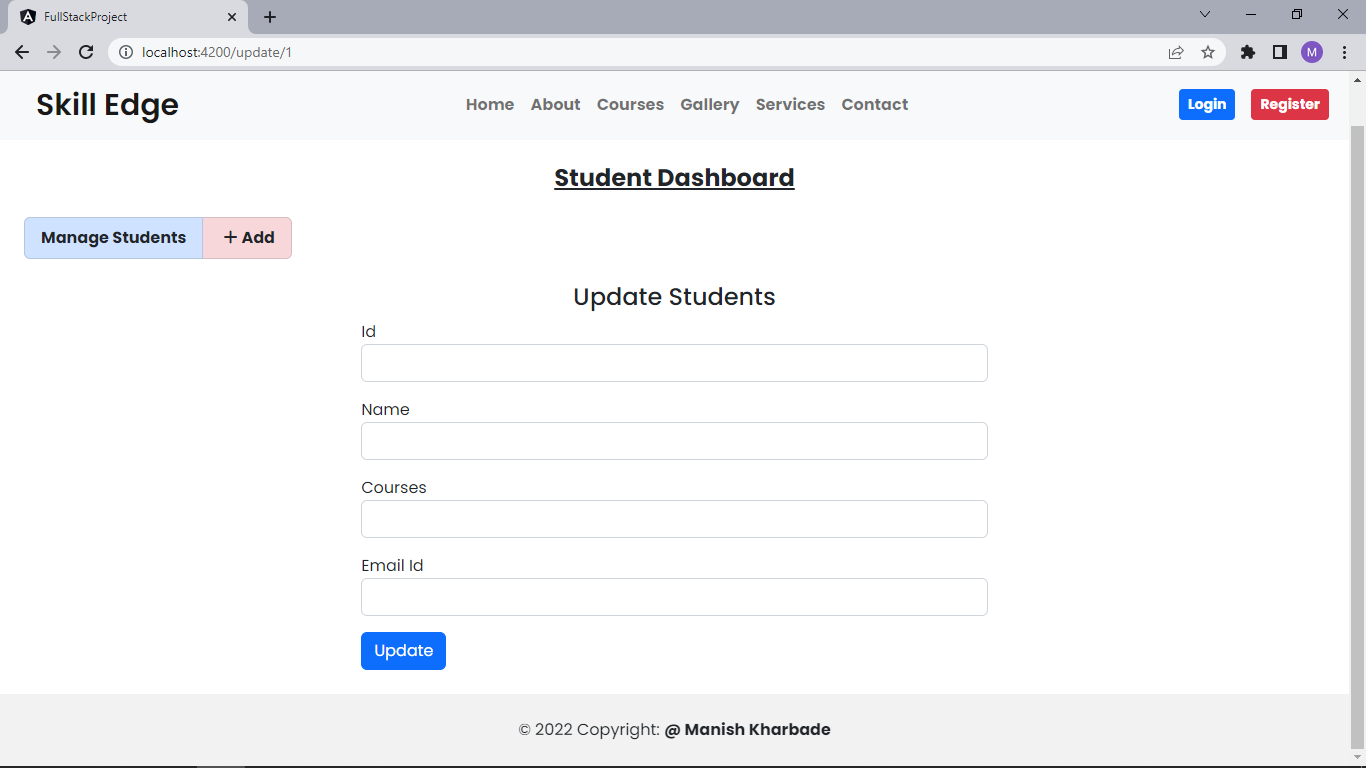 FullStackProject
localhost:4200/update/1
M
Skill Edge
Home About Courses Gallery Services Contact
Login Register
Student Dashboard
Manage Students + Add
Update Students
Id
Name
Courses
Email Id
Update
© 2022 Copyright: @ Manish Kharbade